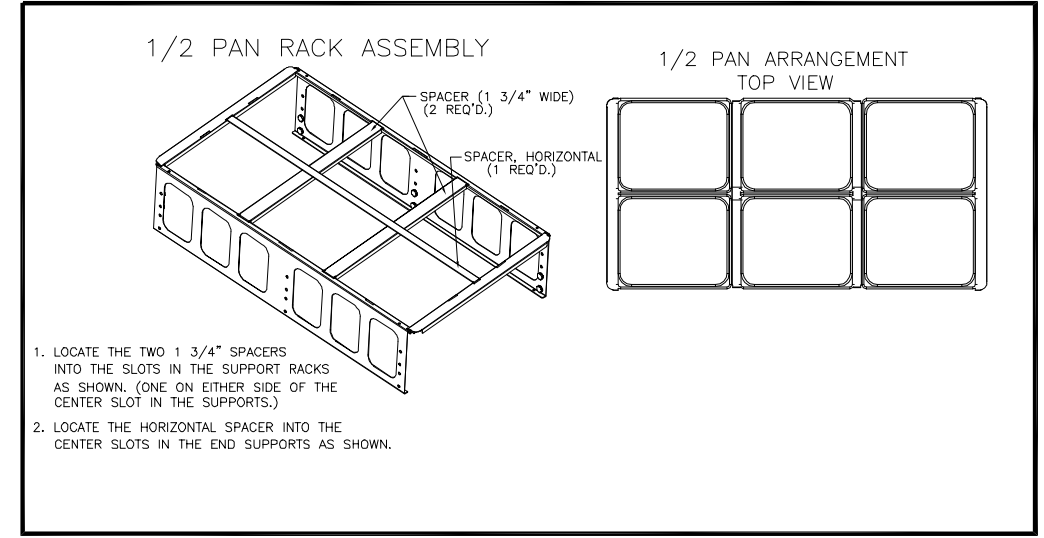 1/2 PAN RACK ASSEMBLY
SPACER (1 3/4" WIDE)
(2 REQ'D.)
SPACER, HORIZONTAL
(1 REQ'D.)
1/2 PAN ARRANGEMENT
TOP VIEW
1. LOCATE THE TWO 1 3/4" SPACERS
INTO THE SLOTS IN THE SUPPORT RACKS
AS SHOWN. (ONE ON EITHER SIDE OF THE
CENTER SLOT IN THE SUPPORTS.)
2. LOCATE THE HORIZONTAL SPACER INTO THE
CENTER SLOTS IN THE END SUPPORTS AS SHOWN.